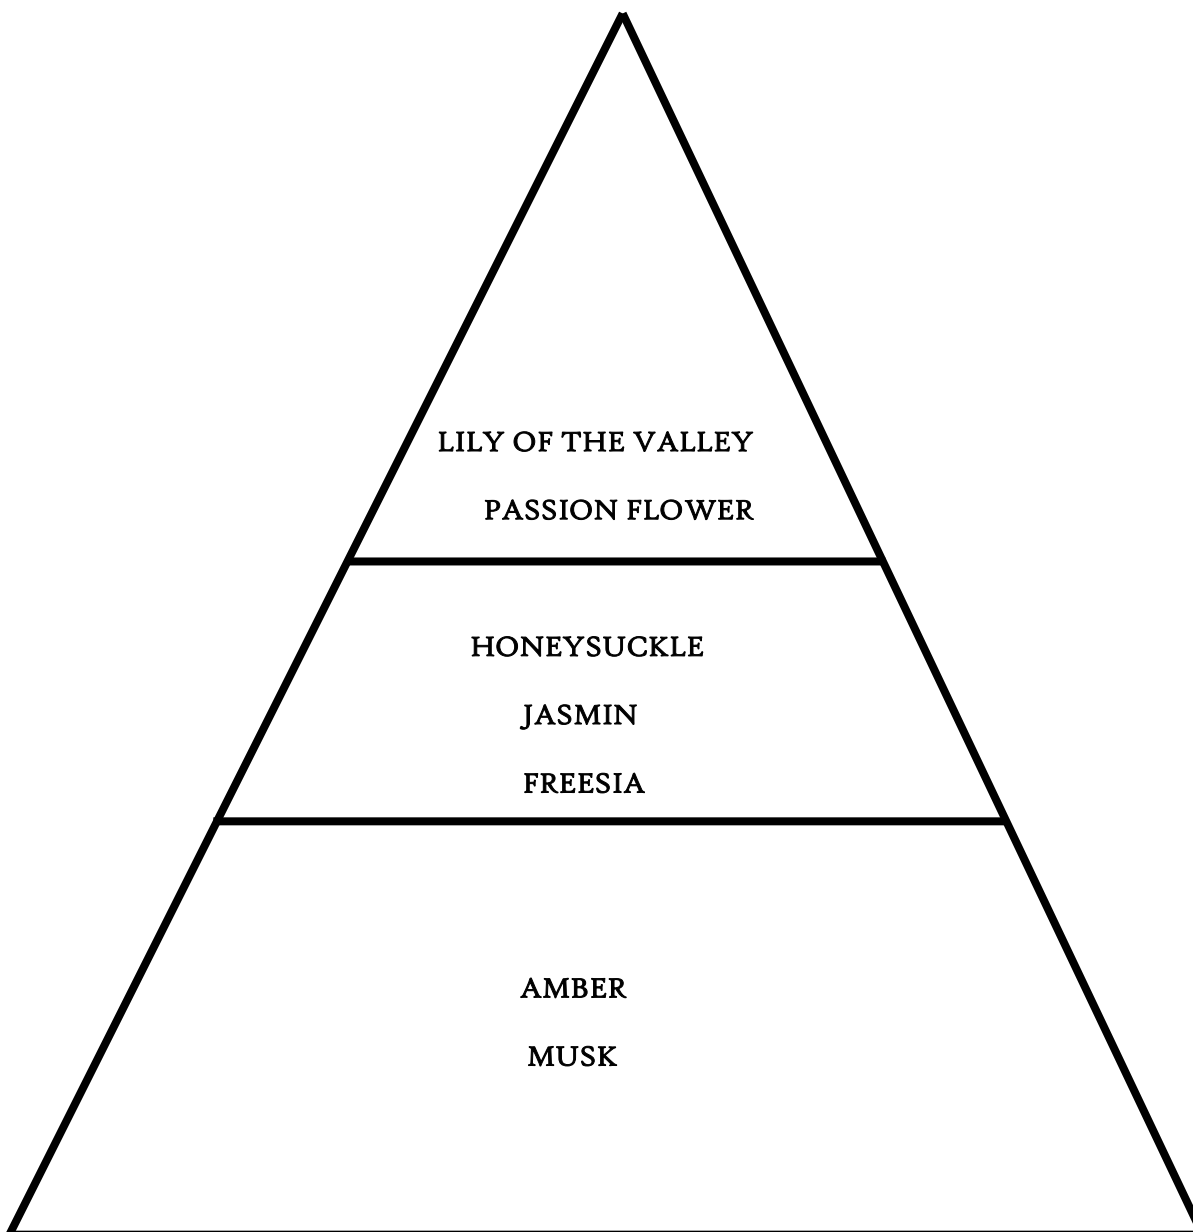 LILY OF THE VALLEY
PASSION FLOWER
HONEYSUCKLE
JASMIN
FREESIA
AMBER
MUSK